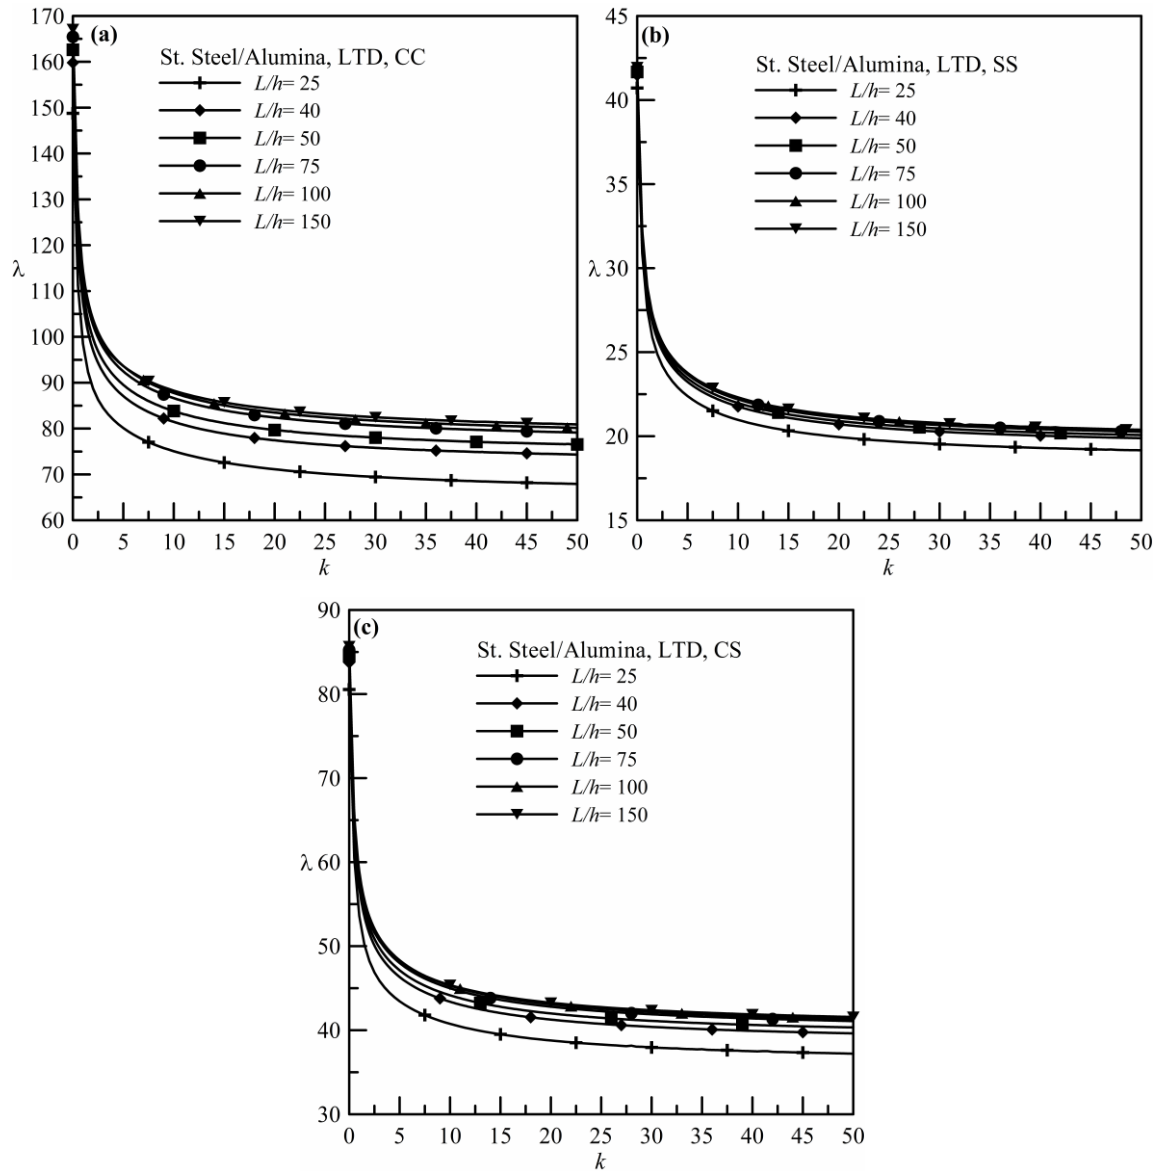 (a)
St. Steel/Alumina, LTD, CC
L/h= 25
L/h= 40
L/h= 50
L/h= 75
L/h= 100
L/h= 150
170
160
150
140
130
120
110
100
90
80
70
60
λ
0 5 10 15 20 25 30 35 40 45 50
k
(b)
St. Steel/Alumina, LTD, SS
L/h= 25
L/h= 40
L/h= 50
L/h= 75
L/h= 100
L/h= 150
45
40
35
30
25
20
15
λ
0 5 10 15 20 25 30 35 40 45 50
k
(c)
St. Steel/Alumina, LTD, CS
L/h= 25
L/h= 40
L/h= 50
L/h= 75
L/h= 100
L/h= 150
90
80
70
λ 60
50
40
30
0 5 10 15 20 25 30 35 40 45 50
k